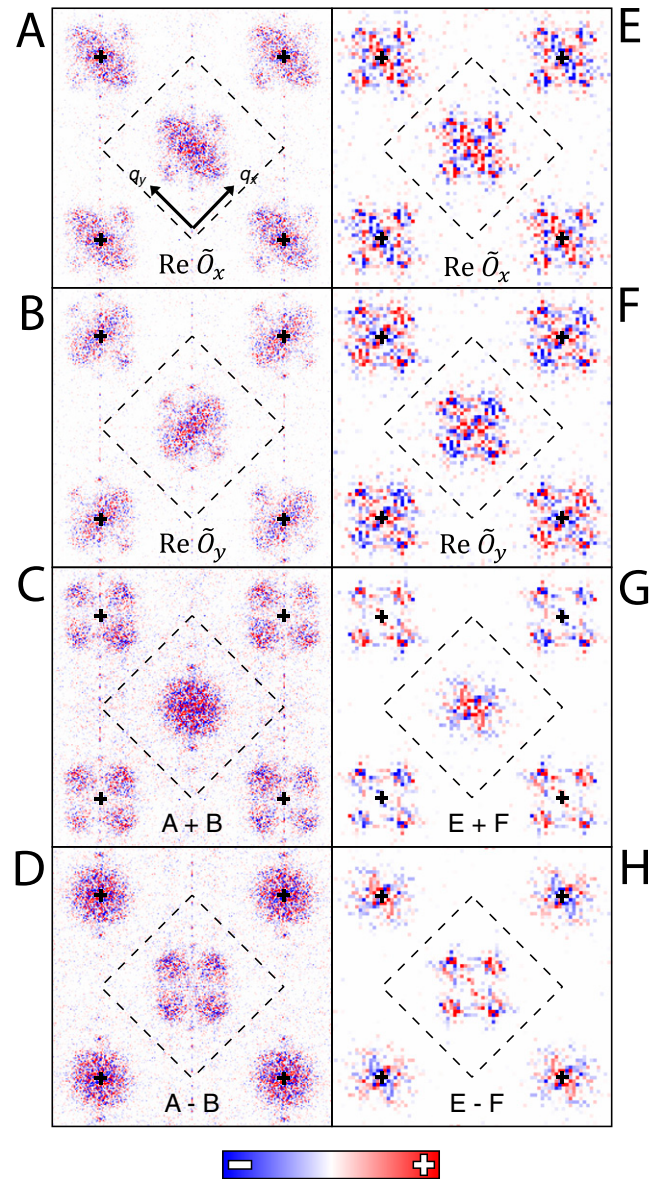 A
E
q_y
q_x
Re Õ_x
Re Õ_x
B
F
Re Õ_y
Re Õ_y
C
G
A + B
E + F
D
H
A - B
E - F
− +